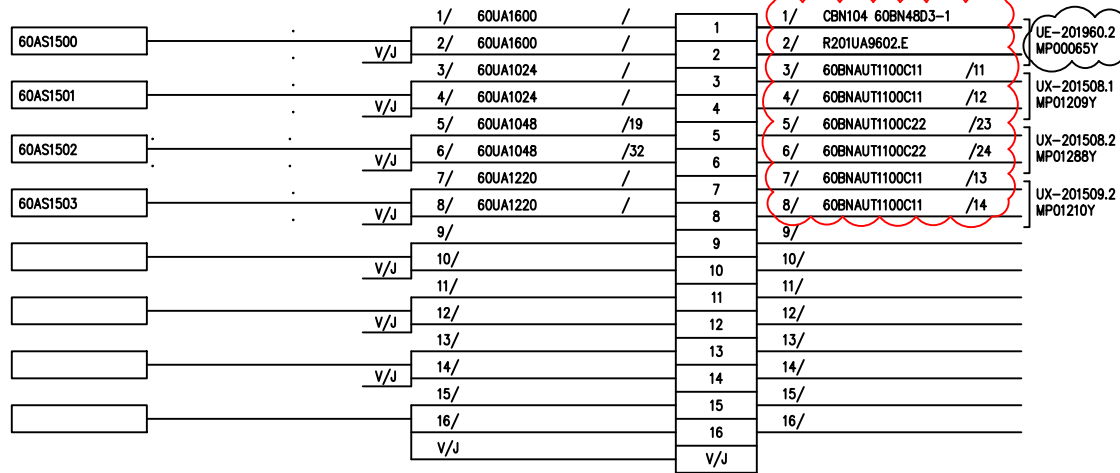 1/ 60UA1600 / 1 1/ CBN104 60BN48D3-1
60AS1500 V/J 2/ 60UA1600 / 2 2/ R201UA9602.E
UE-201960.2
MP00065Y
3/ 60UA1024 / 3 3/ 60BNAUT1100C11 /11
60AS1501 4/ 60UA1024 / 4 4/ 60BNAUT1100C11 /12
UX-201508.1
MP01209Y
5/ 60UA1048 /19 5 5/ 60BNAUT1100C22 /23
60AS1502 V/J 6/ 60UA1048 /32 6 6/ 60BNAUT1100C22 /24
UX-201508.2
MP01288Y
7/ 60UA1220 / 7 7/ 60BNAUT1100C11 /13
60AS1503 V/J 8/ 60UA1220 / 8 8/ 60BNAUT1100C11 /14
UX-201509.2
MP01210Y
9/ 9 9/
V/J 10/ 10 10/
11/ 11 11/
V/J 12/ 12 12/
13/ 13 13/
V/J 14/ 14 14/
15/ 15 15/
16/ 16 16/
V/J V/J